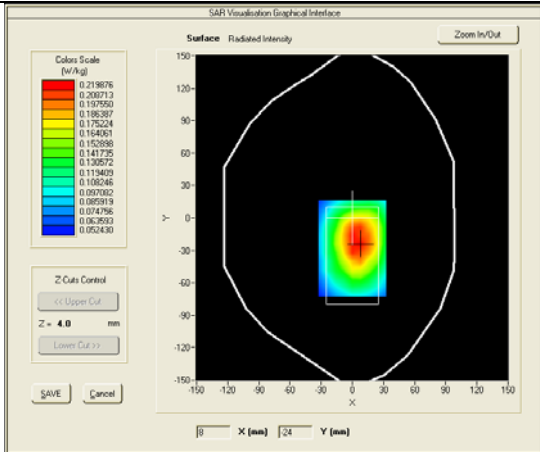 SAR Visualisation Graphical Interface
Surface Radiated Intensity
Zoom In/Out
Colors Scale
(W/kg)
0.219876
0.208713
0.197550
0.186387
0.175224
0.164061
0.152898
0.141735
0.130572
0.119409
0.108246
0.097082
0.085919
0.074756
0.063593
0.052430
Z-Cuts Control
<< Upper Cut
Z = 4.0 mm
Lower Cut >>
SAVE Cancel
150-
120-
90-
60-
30-
0-
-30-
-60-
-90-
-120-
-150-
Y
-150 -120 -90 -60 -30 0 30 60 90 120 150
X
8 X (mm) -24 Y (mm)